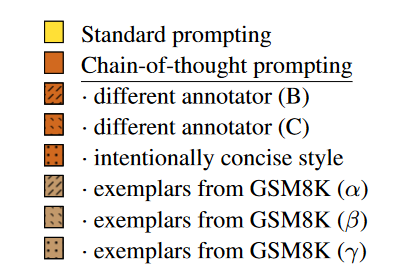 Standard prompting
Chain-of-thought prompting
· different annotator (B)
· different annotator (C)
· intentionally concise style
· exemplars from GSM8K (α)
· exemplars from GSM8K (β)
· exemplars from GSM8K (γ)